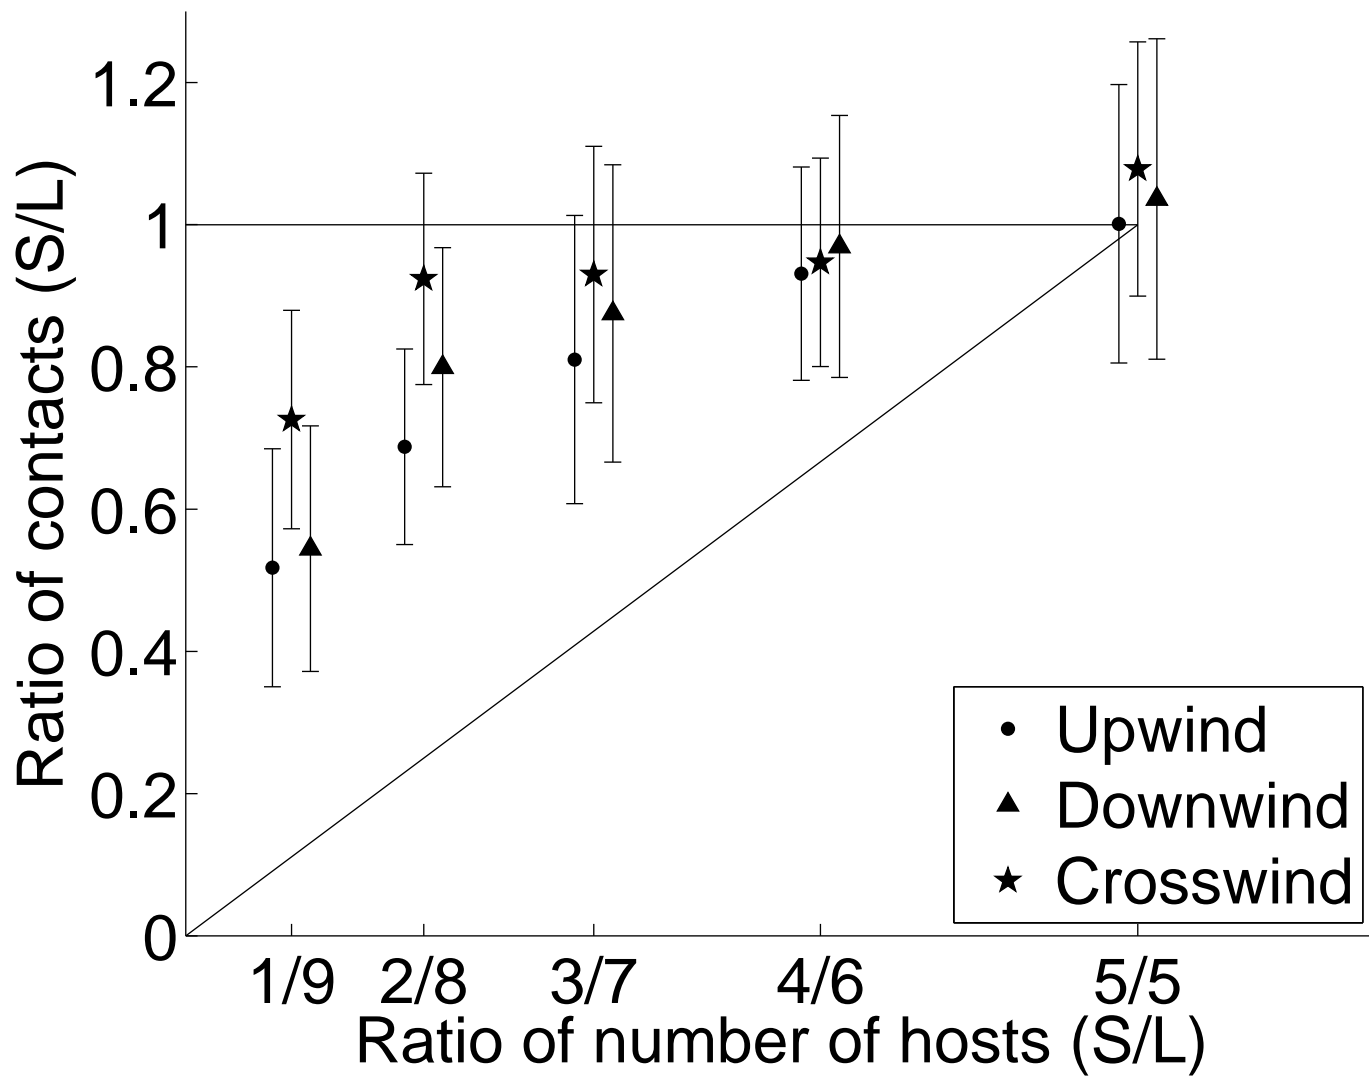 Ratio of contacts (S/L)
1.2
1
0.8
0.6
0.4
0.2
0
1/9 2/8 3/7 4/6 5/5
Ratio of number of hosts (S/L)
Upwind
Downwind
Crosswind